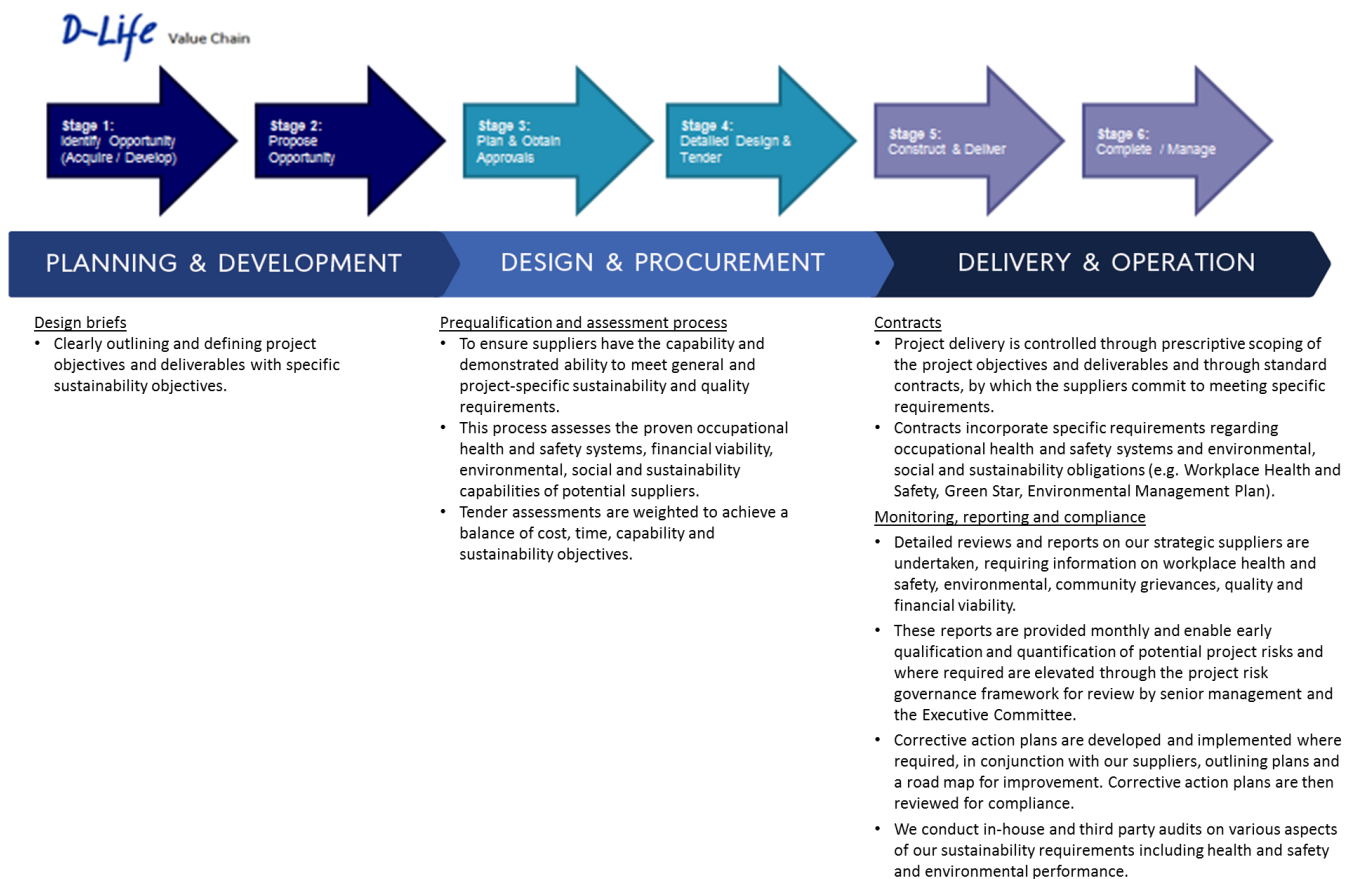 D~Life Value Chain
Stage 1:
Identify Opportunity
(Acquire / Develop)
Stage 2:
Propose
Opportunity
Stage 3:
Plan & Obtain
Approvals
Stage 4:
Detailed Design &
Tender
Stage 5:
Construct & Deliver
Stage 6:
Complete / Manage
PLANNING & DEVELOPMENT
DESIGN & PROCUREMENT
DELIVERY & OPERATION
Design briefs
• Clearly outlining and defining project
objectives and deliverables with specific
sustainability objectives.
Prequalification and assessment process
• To ensure suppliers have the capability and
demonstrated ability to meet general and
project-specific sustainability and quality
requirements.
• This process assesses the proven occupational
health and safety systems, financial viability,
environmental, social and sustainability
capabilities of potential suppliers.
• Tender assessments are weighted to achieve a
balance of cost, time, capability and
sustainability objectives.
Contracts
• Project delivery is controlled through prescriptive scoping of
the project objectives and deliverables and through standard
contracts, by which the suppliers commit to meeting specific
requirements.
• Contracts incorporate specific requirements regarding
occupational health and safety systems and environmental,
social and sustainability obligations (e.g. Workplace Health and
Safety, Green Star, Environmental Management Plan).
Monitoring, reporting and compliance
• Detailed reviews and reports on our strategic suppliers are
undertaken, requiring information on workplace health and
safety, environmental, community grievances, quality and
financial viability.
• These reports are provided monthly and enable early
qualification and quantification of potential project risks and
where required are elevated through the project risk
governance framework for review by senior management and
the Executive Committee.
• Corrective action plans are developed and implemented where
required, in conjunction with our suppliers, outlining plans and
a road map for improvement. Corrective action plans are then
reviewed for compliance.
• We conduct in-house and third party audits on various aspects
of our sustainability requirements including health and safety
and environmental performance.